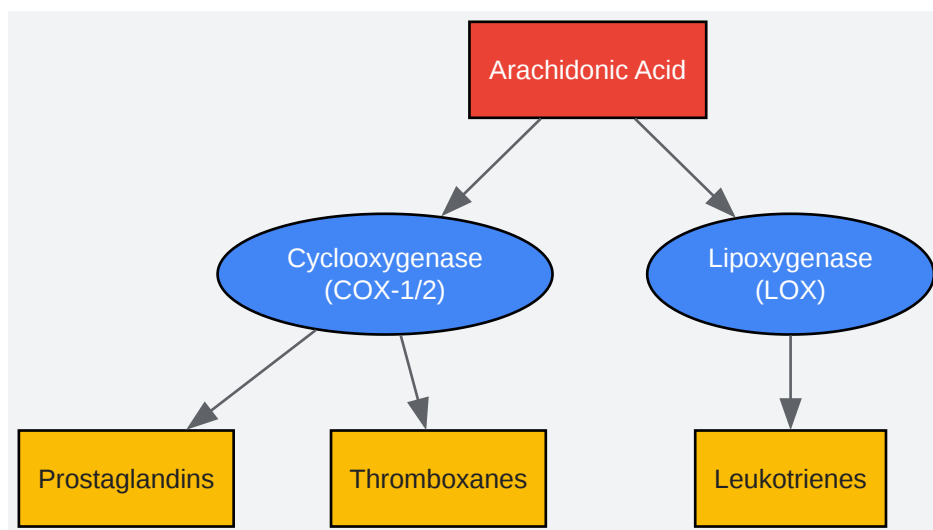 Arachidonic Acid
Cyclooxygenase
(COX-1/2)
Lipoxygenase
(LOX)
Prostaglandins
Thromboxanes
Leukotrienes